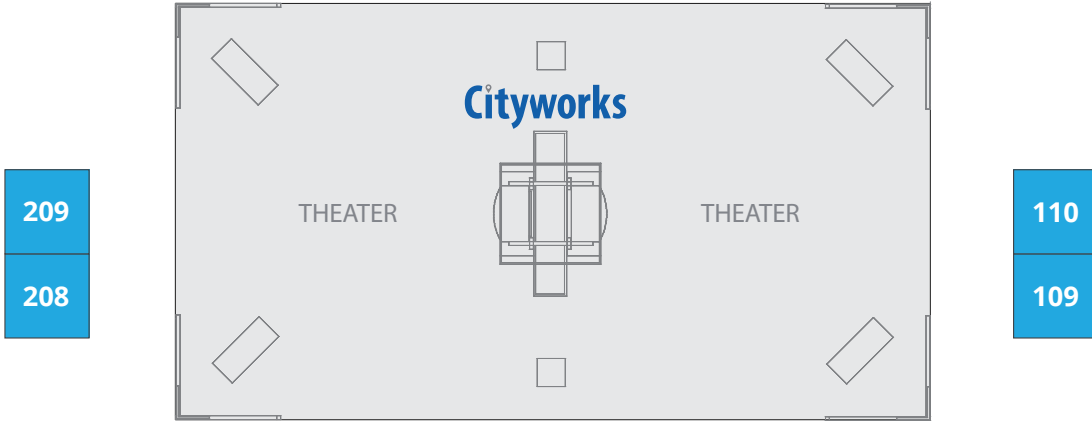 Cityworks
209
THEATER
THEATER
110
208
109